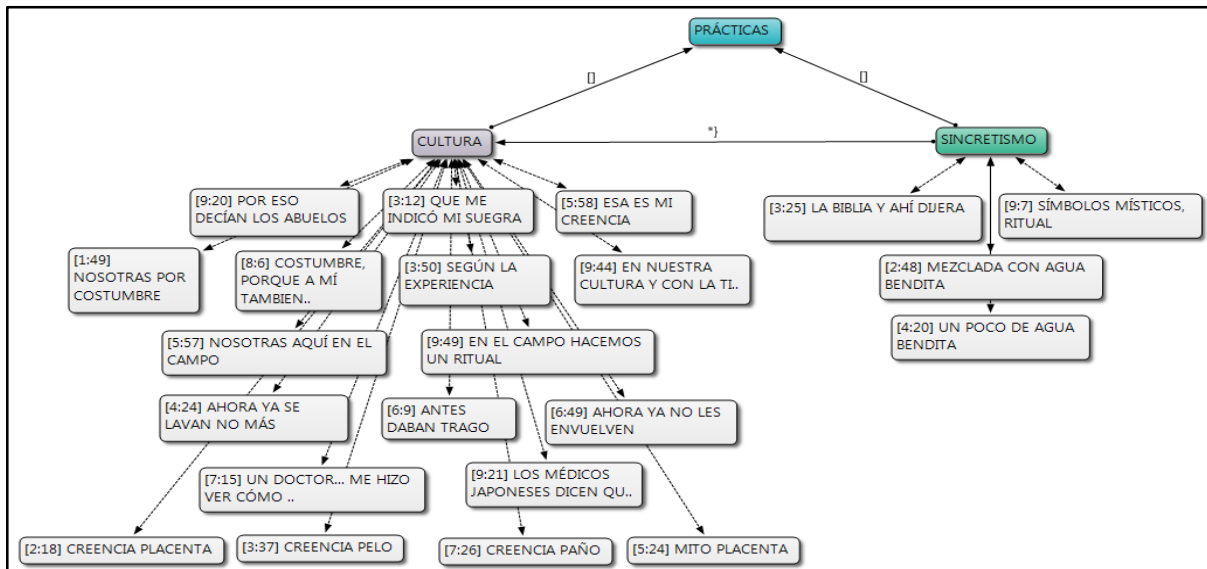 PRÁCTICAS
[]
[]
CULTURA
*}
SINCRETISMO
[9:20] POR ESO
DECÍAN LOS ABUELOS
[3:12] QUE ME
INDICÓ MI SUEGRA
[5:58] ESA ES MI
CREENCIA
[3:25] LA BIBLIA Y AHÍ DIJERA
[9:7] SÍMBOLOS MÍSTICOS,
RITUAL
[1:49]
NOSOTRAS POR
COSTUMBRE
[8:6] COSTUMBRE,
PORQUE A MÍ
TAMBIEN..
[3:50] SEGÚN LA
EXPERIENCIA
[9:44] EN NUESTRA
CULTURA Y CON LA TI..
[2:48] MEZCLADA CON AGUA
BENDITA
[4:20] UN POCO DE AGUA
BENDITA
[5:57] NOSOTRAS AQUÍ EN EL
CAMPO
[9:49] EN EL CAMPO HACEMOS
UN RITUAL
[4:24] AHORA YA SE
LAVAN NO MÁS
[6:9] ANTES
DABAN TRAGO
[6:49] AHORA YA NO LES
ENVUELVEN
[7:15] UN DOCTOR... ME HIZO
VER CÓMO ..
[9:21] LOS MÉDICOS
JAPONESES DICEN QU..
[2:18] CREENCIA PLACENTA
[3:37] CREENCIA PELO
[7:26] CREENCIA PAÑO
[5:24] MITO PLACENTA